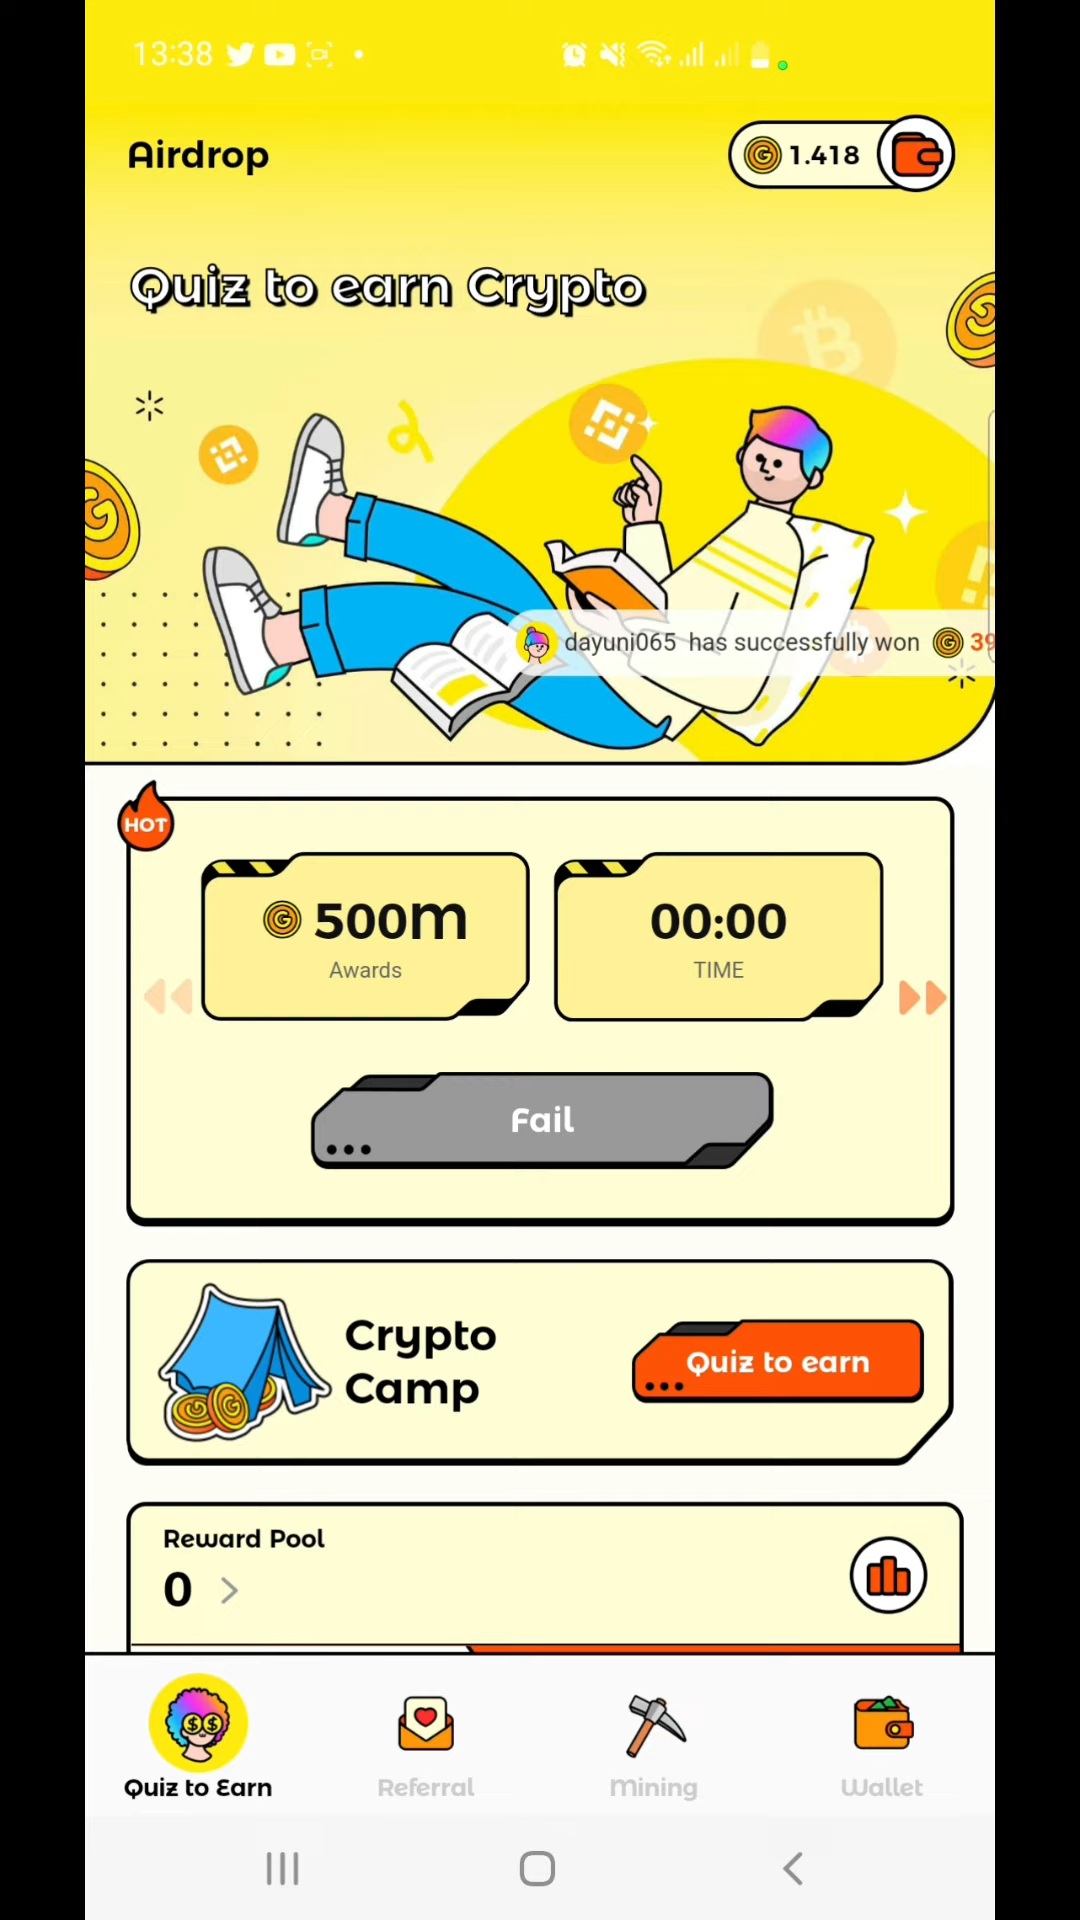 13:38
Airdrop
1.418
Quiz to earn Crypto
dayuni065 has successfully won 39
HOT
500m
Awards
00:00
TIME
Fail
Crypto
Camp
Quiz to earn
Reward Pool
0
Quiz to Earn
Referral
Mining
Wallet